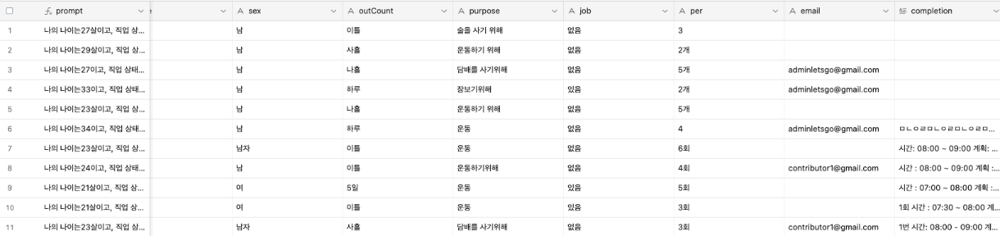 prompt e sex outCount purpose job per email completion
1 나의 나이는27살이고, 직업 상태... 남 이틀 술을 사기 위해 없음 3
2 나의 나이는29살이고, 직업 상... 남 사흘 운동하기 위해 없음 2개
3 나의 나이는27이고, 직업 상태... 남 나흘 담배를 사기위해 없음 5개 adminletsgo@gmail.com
4 나의 나이는33이고, 직업 상태... 남 하루 장보기위해 있음 2개 adminletsgo@gmail.com
5 나의 나이는23살이고, 직업 상... 남 나흘 운동하기 위해 없음 5개
6 나의 나이는34이고, 직업 상태... 남 하루 운동 없음 4 adminletsgo@gmail.com ㅁㄴㅇㄹㅁㄴㅇㄹㅁㄴㅇㄹㅁ...
7 나의 나이는23살이고, 직업 상... 남자 이틀 운동 없음 6회 시간: 08:00 ~ 09:00 계획: ...
8 나의 나이는24이고, 직업 상태... 남 이틀 운동하기위해 없음 4회 contributor1@gmail.com 시간 : 08:00 ~ 09:00 계획 :...
9 나의 나이는21살이고, 직업 상... 여 5일 운동 있음 5회 시간 : 07:00 ~ 08:00 계획 :...
10 나의 나이는21살이고, 직업 상... 여 이틀 운동 있음 3회 1회 시간 : 07:30 ~ 08:00 계...
11 나의 나이는23살이고, 직업 상... 남자 사흘 담배를 사기위해 없음 3회 contributor1@gmail.com 1번 시간: 08:00 - 09:00 계...